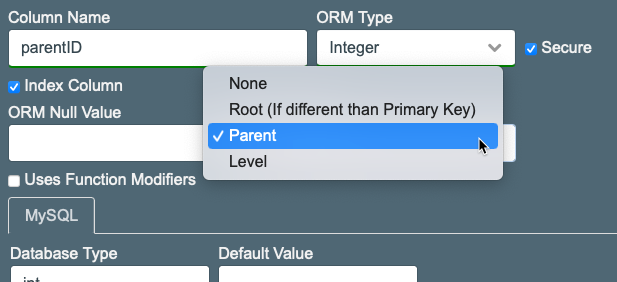 Column Name
ORM Type
parentID
Integer
Secure
Index Column
None
Root (If different than Primary Key)
ORM Null Value
Parent
Level
Uses Function Modifiers
MySQL
Database Type
Default Value
int